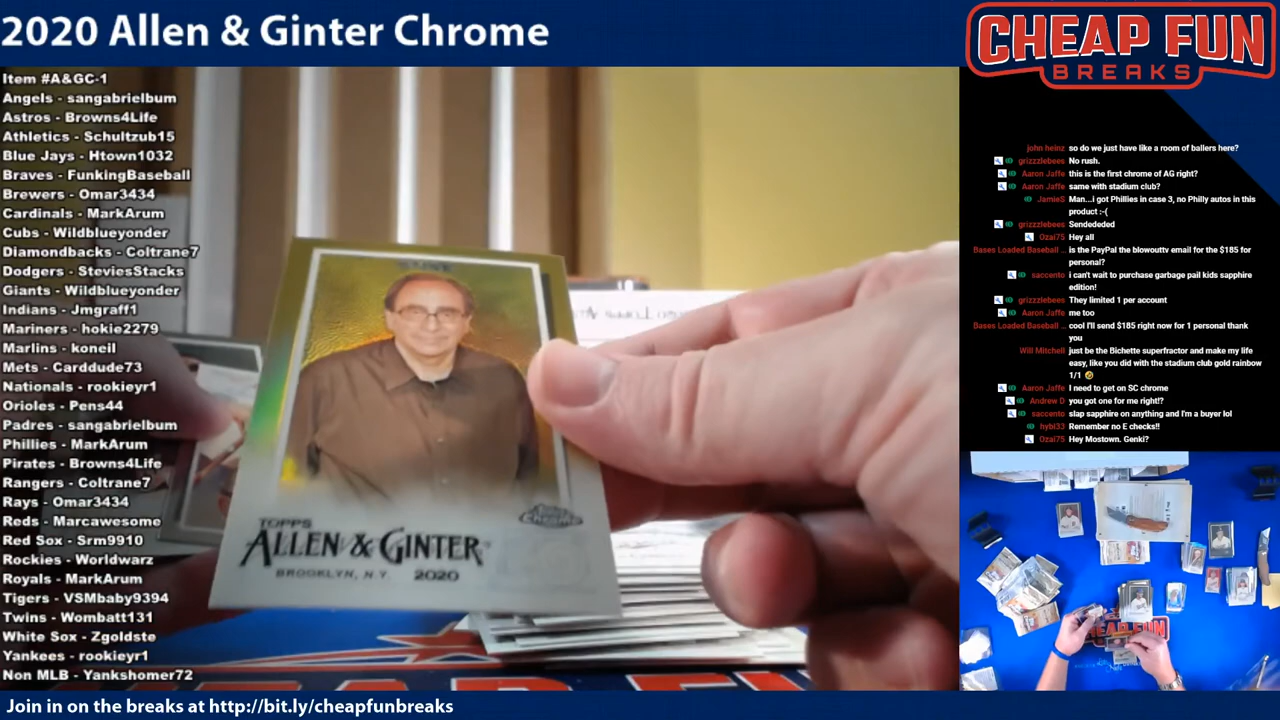 2020 Allen & Ginter Chrome
CHEAP FUN
BREAKS
Item #A&GC-1
Angels - sangabrielbum
Astros - Browns4Life
Athletics - Schultzub15
Blue Jays - Htown1032
Braves - FunkingBaseball
Brewers - Omar3434
Cardinals - MarkArum
Cubs - Wildblueyonder
Diamondbacks - Coltrane7
Dodgers - SteviesStacks
Giants - Wildblueyonder
Indians - Jmgraff1
Mariners - hokie2279
Marlins - koneil
Mets - Carddude73
Nationals - rookieyr1
Orioles - Pens44
Padres - sangabrielbum
Phillies - MarkArum
Pirates - Browns4Life
Rangers - Coltrane7
Rays - Omar3434
Reds - Marcawesome
Red Sox - Srm9910
Rockies - Worldwarz
Royals - MarkArum
Tigers - VSMbaby9394
Twins - Wombatt131
White Sox - Zgoldste
Yankees - rookieyr1
Non MLB - Yankshomer72
TOPPS
ALLEN & GINTER
BROOKLYN, N.Y. 2020
Chrome
john heinz so do we just have like a room of ballers here?
grizzzlebees No rush.
Aaron Jaffe this is the first chrome of AG right?
Aaron Jaffe same with stadium club?
JamieS Man...i got Phillies in case 3, no Philly autos in this
product :-(
grizzzlebees Sendededed
Ozai75 Hey all
Bases Loaded Baseball ... is the PayPal the blowouttv email for the $185 for
personal?
saccento i can't wait to purchase garbage pail kids sapphire
edition!
grizzzlebees They limited 1 per account
Aaron Jaffe me too
Bases Loaded Baseball ... cool I'll send $185 right now for 1 personal thank
you
Will Mitchell just be the Bichette superfractor and make my life
easy, like you did with the stadium club gold rainbow
1/1 🤣
Aaron Jaffe I need to get on SC chrome
Andrew D you got one for me right!?
saccento slap sapphire on anything and I'm a buyer lol
hybl33 Remember no E checks!!
Ozai75 Hey Mostown. Genki?
CHEAP FUN
Join in on the breaks at http://bit.ly/cheapfunbreaks